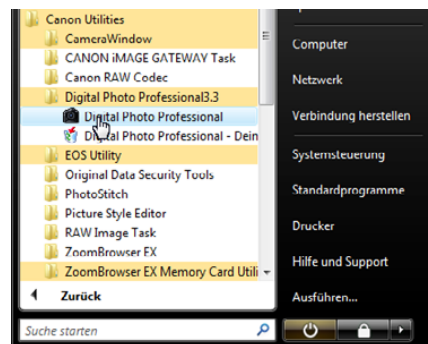 Canon Utilities
CameraWindow
CANON iMAGE GATEWAY Task
Canon RAW Codec
Digital Photo Professional3.3
Digital Photo Professional
Digital Photo Professional - Dein
EOS Utility
Original Data Security Tools
PhotoStitch
Picture Style Editor
RAW Image Task
ZoomBrowser EX
ZoomBrowser EX Memory Card Utili
Zurück
Suche starten
Computer
Netzwerk
Verbindung herstellen
Systemsteuerung
Standardprogramme
Drucker
Hilfe und Support
Ausführen...